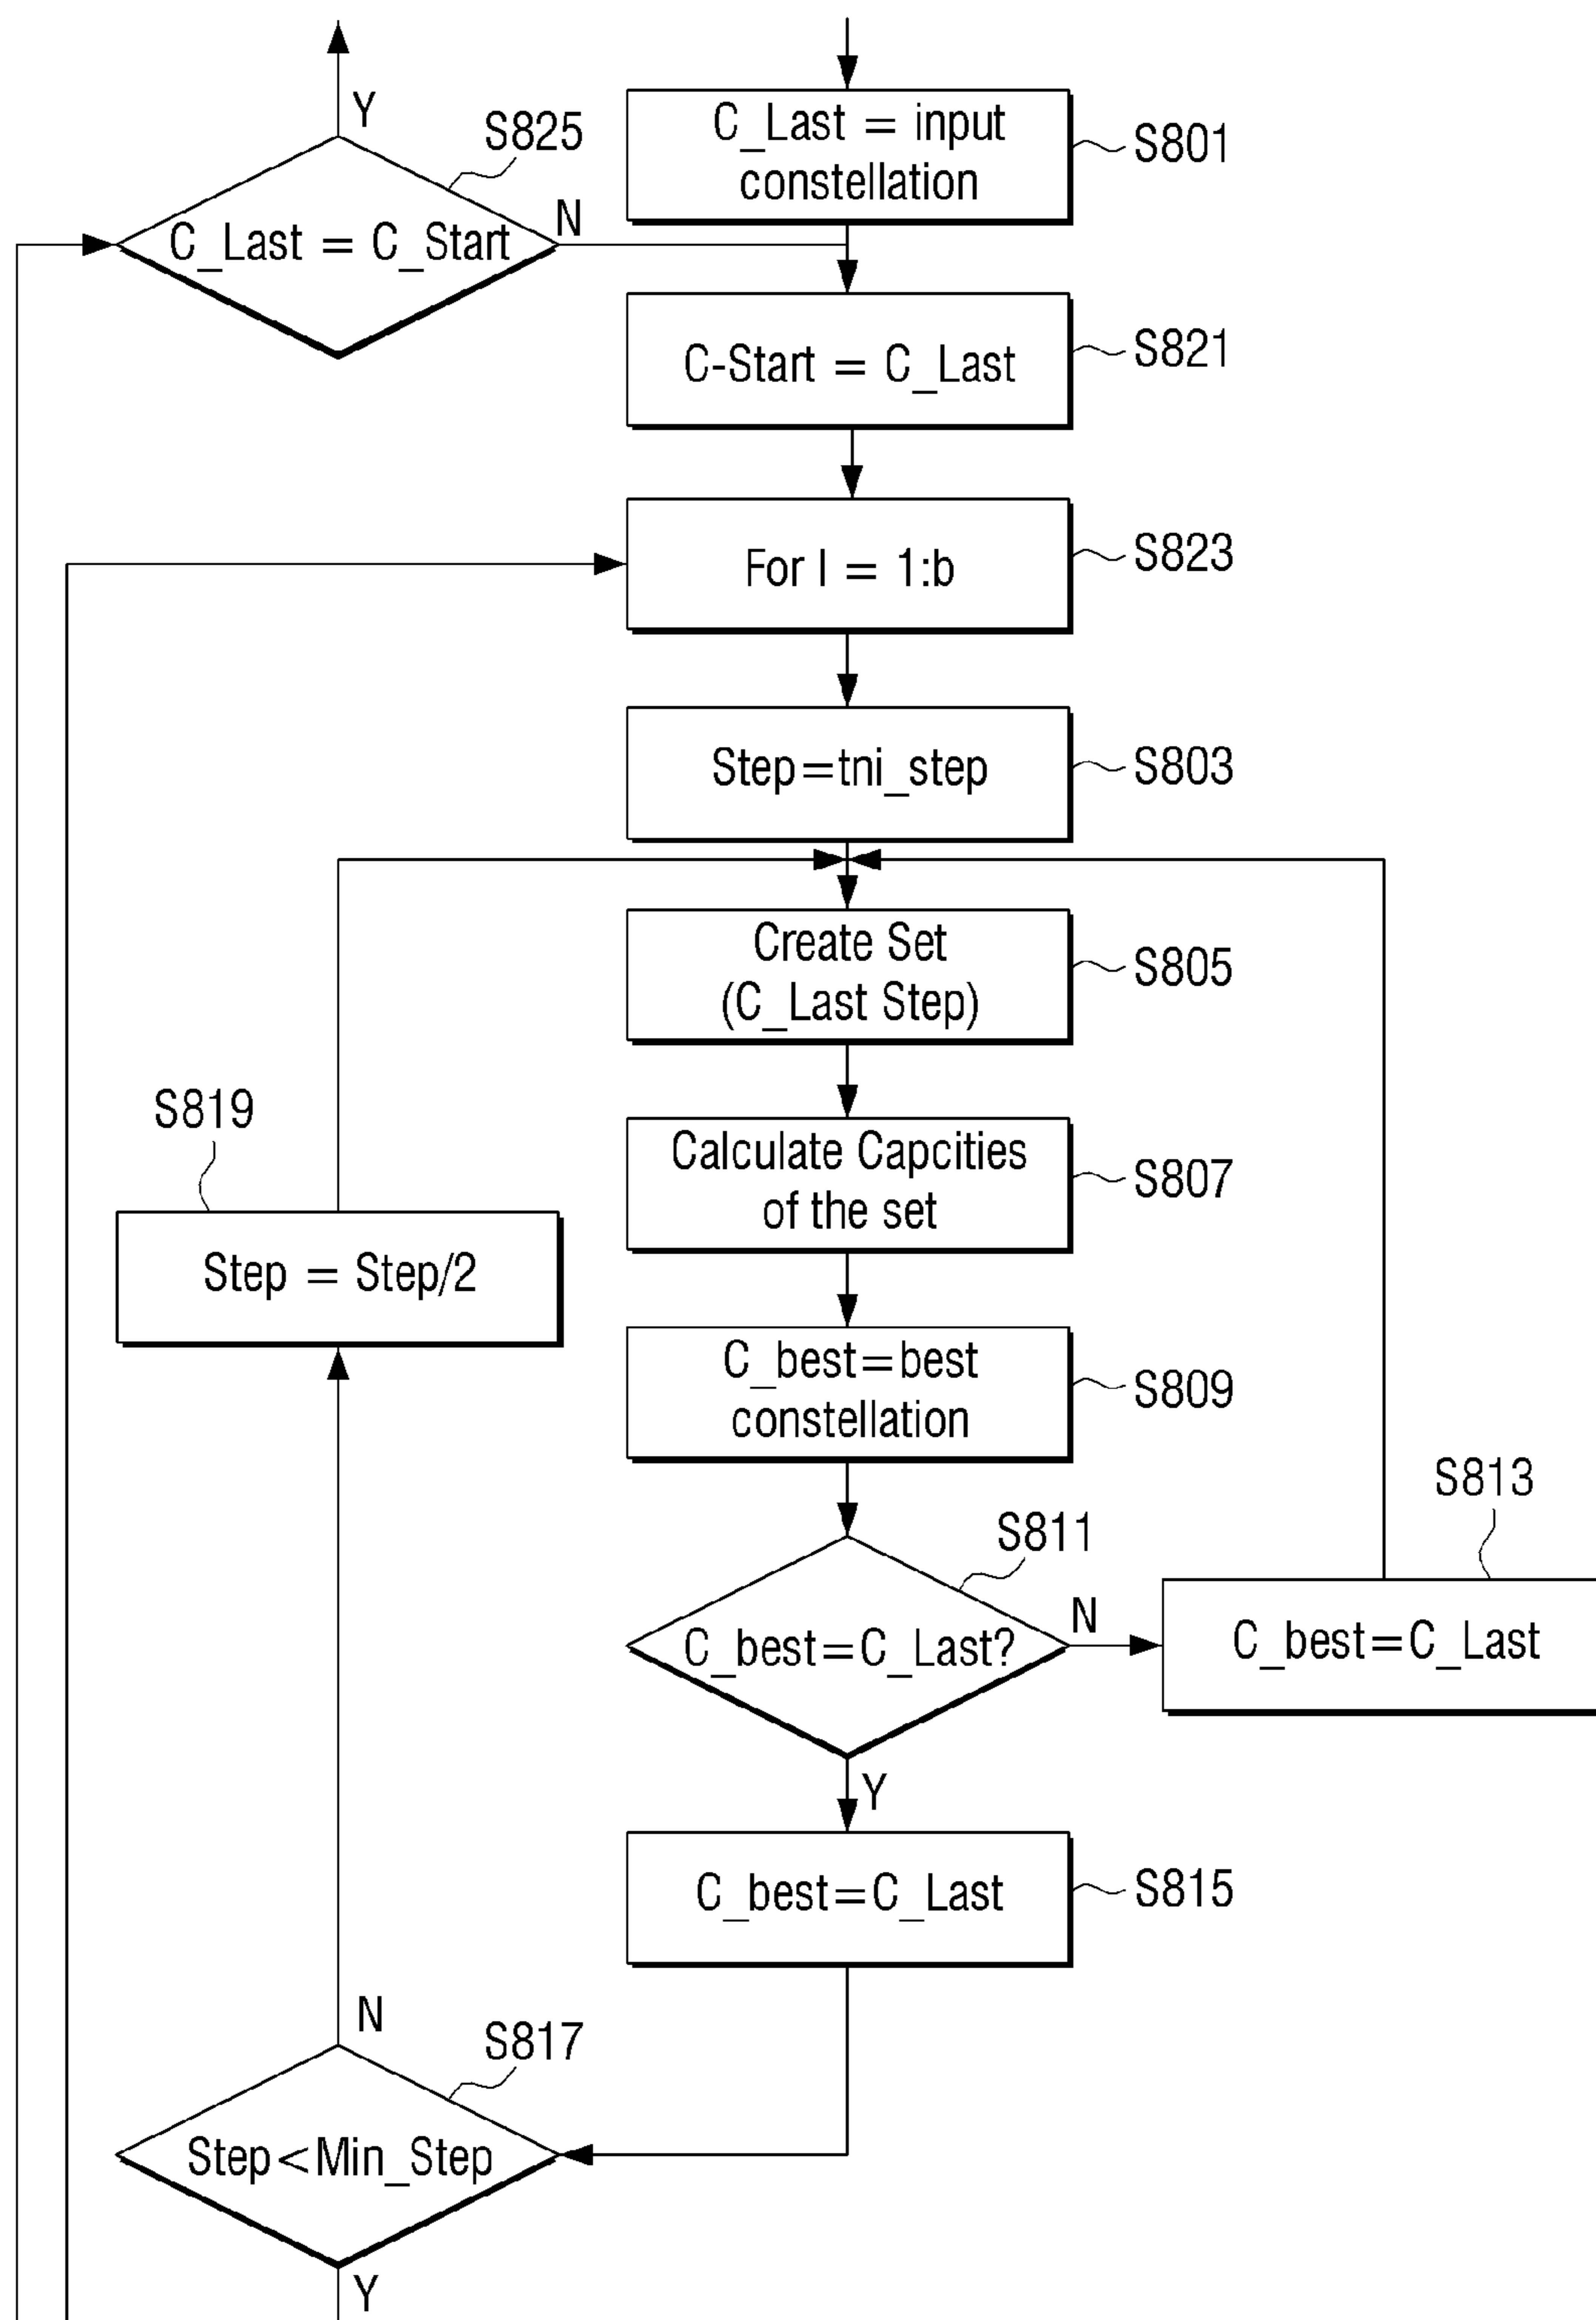 Y
S825
C_Last = C_Start
N
C_Last = input
constellation
S801
C-Start = C_Last
S821
For I = 1:b
S823
Step=tni_step
S803
Create Set
(C_Last Step)
S805
S819
Step = Step/2
Calculate Capcities
of the set
S807
C_best=best
constellation
S809
S811
C_best=C_Last?
N
S813
C_best=C_Last
Y
C_best=C_Last
S815
N
S817
Step<Min_Step
Y